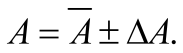 A = A̅ ± ΔA.